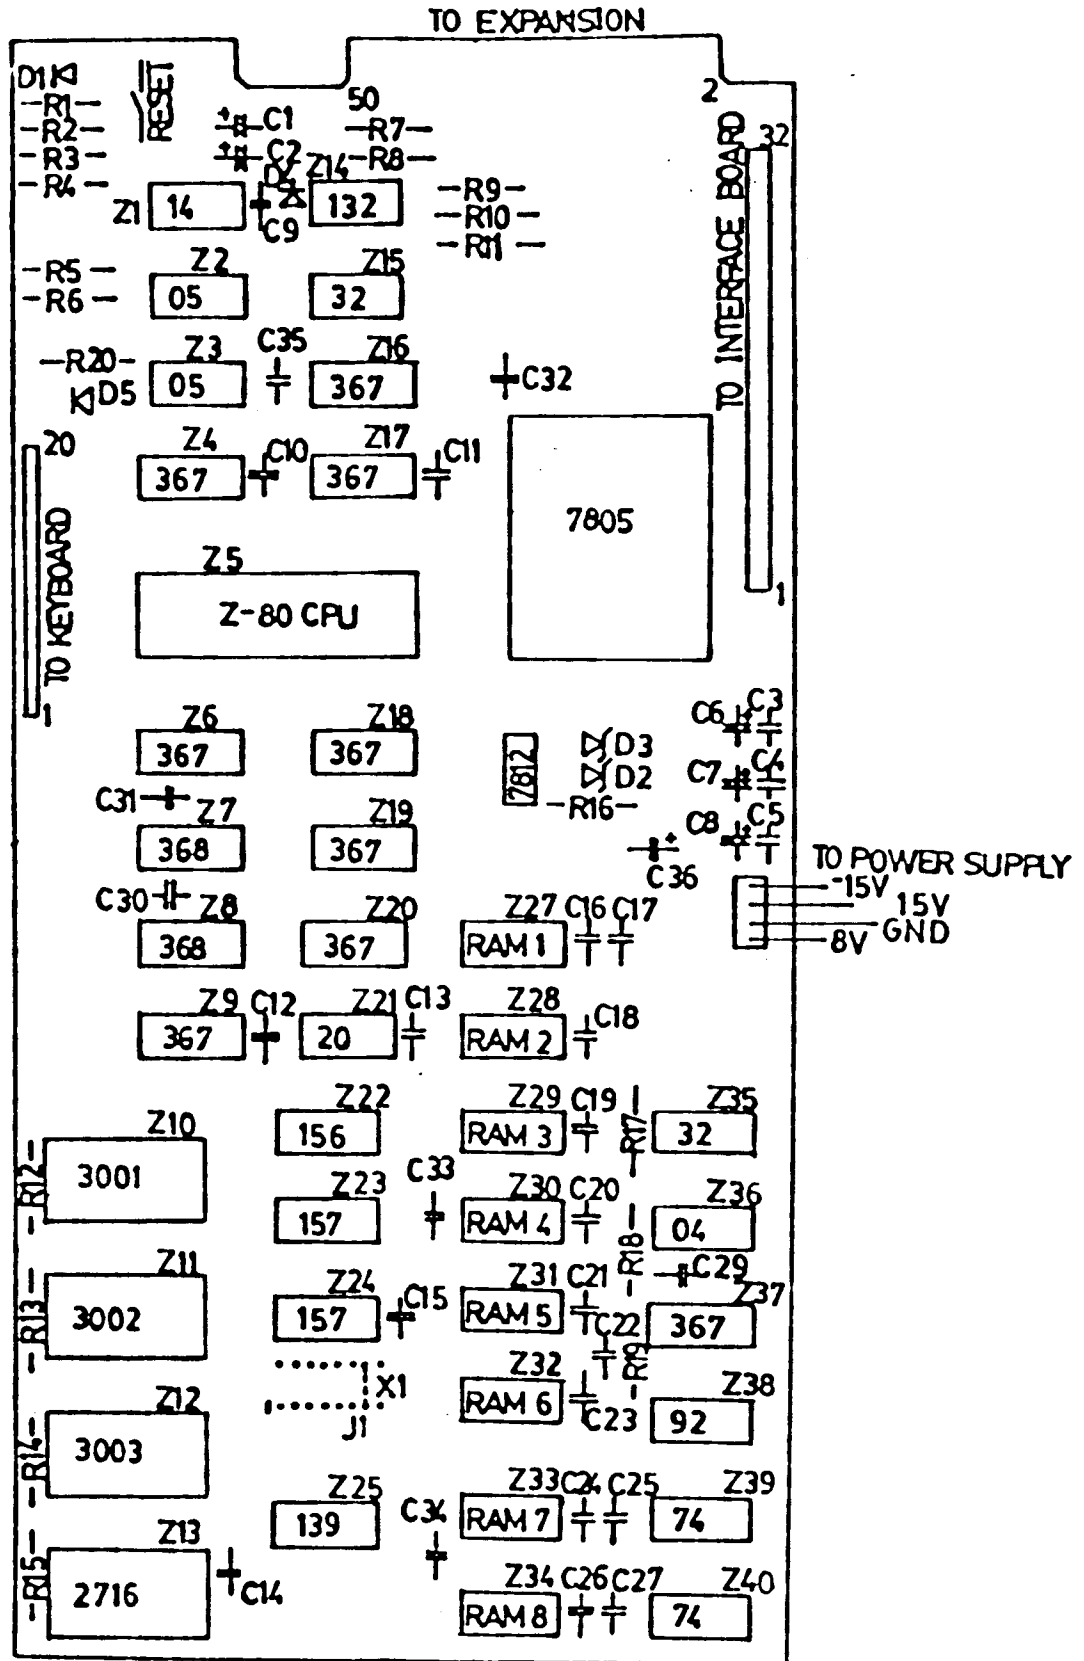 TO EXPANSION
D1
RESET
50
2
R1
C1
R7
32
R2
R3
C2
R8
R4
Z14
Z1
14
132
R9
C9
R10
R11
TO INTERFACE BOARD
R5
Z2
Z15
R6
05
32
R20
Z3
C35
Z16
D5
05
367
C32
20
Z4
C10
Z17
C11
367
367
7805
TO KEYBOARD
Z5
Z-80 CPU
1
1
Z6
Z18
C6
C3
367
367
7812
D3
D2
C7
C4
C31
R16
Z7
Z19
C8
C5
368
367
C36
TO POWER SUPPLY
-15V
15V
GND
8V
C30
Z8
Z20
Z27
C16
C17
368
367
RAM 1
Z9
C12
Z21
C13
Z28
C18
367
20
RAM 2
Z22
Z29
C19
R17
Z35
156
RAM 3
32
Z10
R12
3001
C33
Z23
Z30
C20
Z36
157
RAM 4
R18
04
C29
Z11
R13
3002
Z24
C15
Z31
C21
Z37
157
RAM 5
C22
367
R19
X1
J1
Z32
Z38
RAM 6
C23
92
Z12
R14
3003
Z25
C34
Z33
C24
C25
Z39
139
RAM 7
74
Z13
R15
2716
C14
Z34
C26
C27
Z40
RAM 8
74